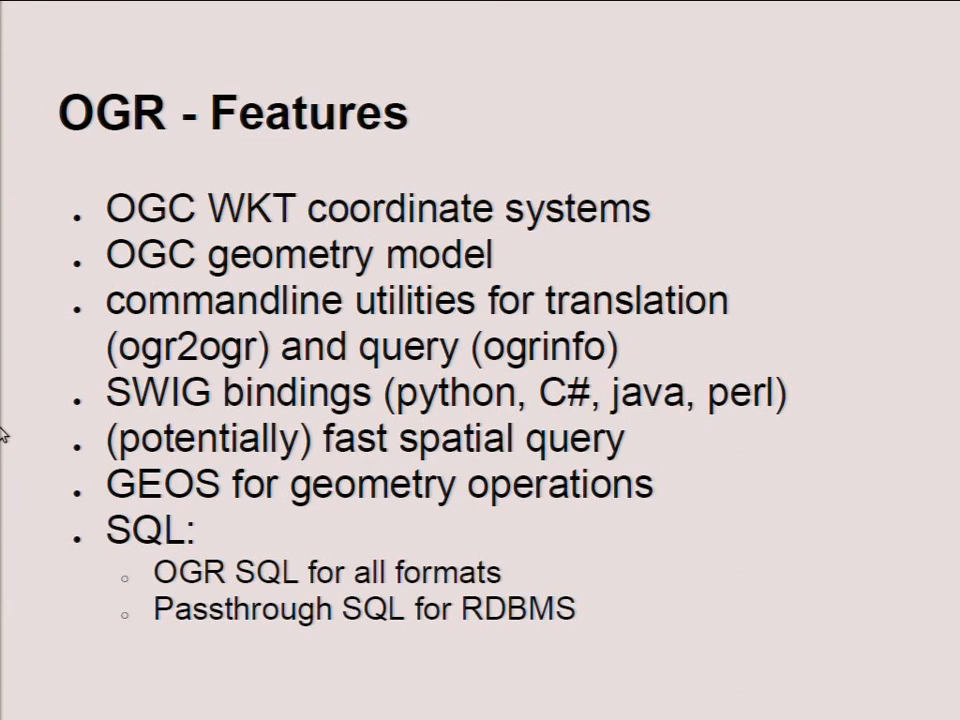 OGR - Features
OGC WKT coordinate systems
OGC geometry model
commandline utilities for translation
(ogr2ogr) and query (ogrinfo)
SWIG bindings (python, C#, java, perl)
(potentially) fast spatial query
GEOS for geometry operations
SQL:
OGR SQL for all formats
Passthrough SQL for RDBMS